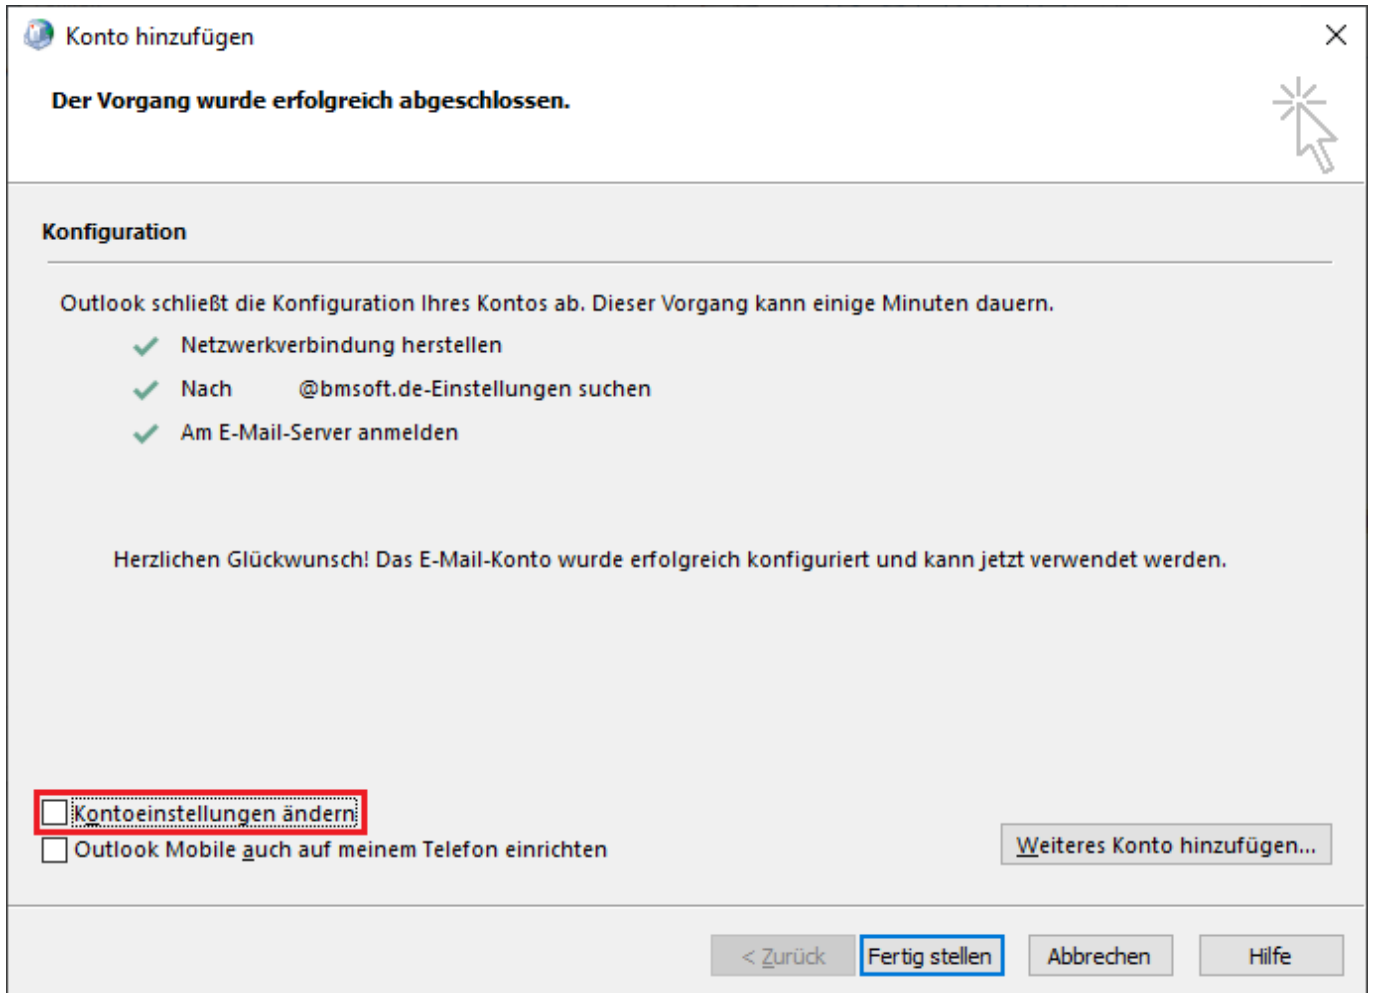 Konto hinzufügen
Der Vorgang wurde erfolgreich abgeschlossen.
Konfiguration
Outlook schließt die Konfiguration Ihres Kontos ab. Dieser Vorgang kann einige Minuten dauern.
Netzwerkverbindung herstellen
Nach @bmsoft.de-Einstellungen suchen
Am E-Mail-Server anmelden
Herzlichen Glückwunsch! Das E-Mail-Konto wurde erfolgreich konfiguriert und kann jetzt verwendet werden.
Kontoeinstellungen ändern
Outlook Mobile auch auf meinem Telefon einrichten
Weiteres Konto hinzufügen...
< Zurück Fertig stellen Abbrechen Hilfe